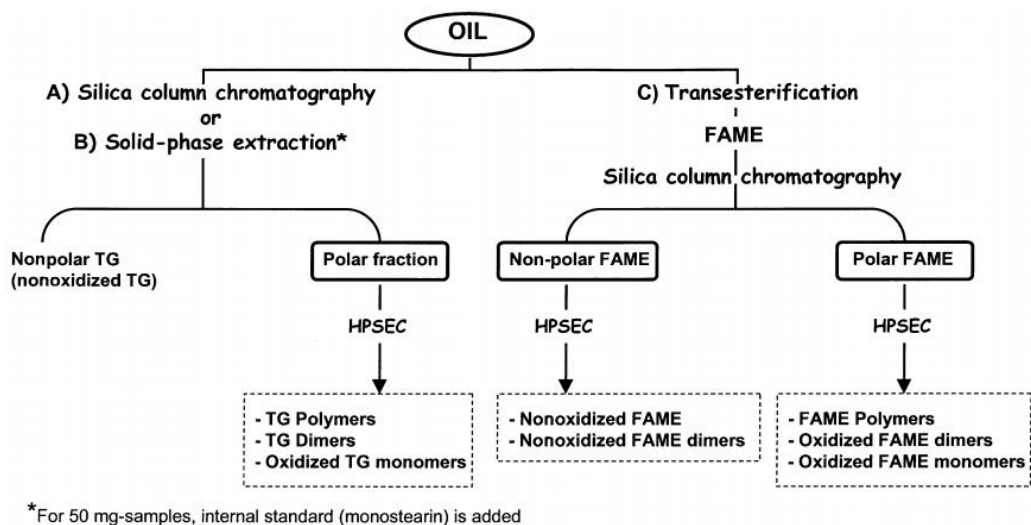 OIL
A) Silica column chromatography
or
B) Solid-phase extraction*
C) Transesterification
FAME
Silica column chromatography
Nonpolar TG
(nonoxidized TG)
Polar fraction
Non-polar FAME
Polar FAME
HPSEC
HPSEC
HPSEC
- TG Polymers
- TG Dimers
- Oxidized TG monomers
- Nonoxidized FAME
- Nonoxidized FAME dimers
- FAME Polymers
- Oxidized FAME dimers
- Oxidized FAME monomers
*For 50 mg-samples, internal standard (monostearin) is added